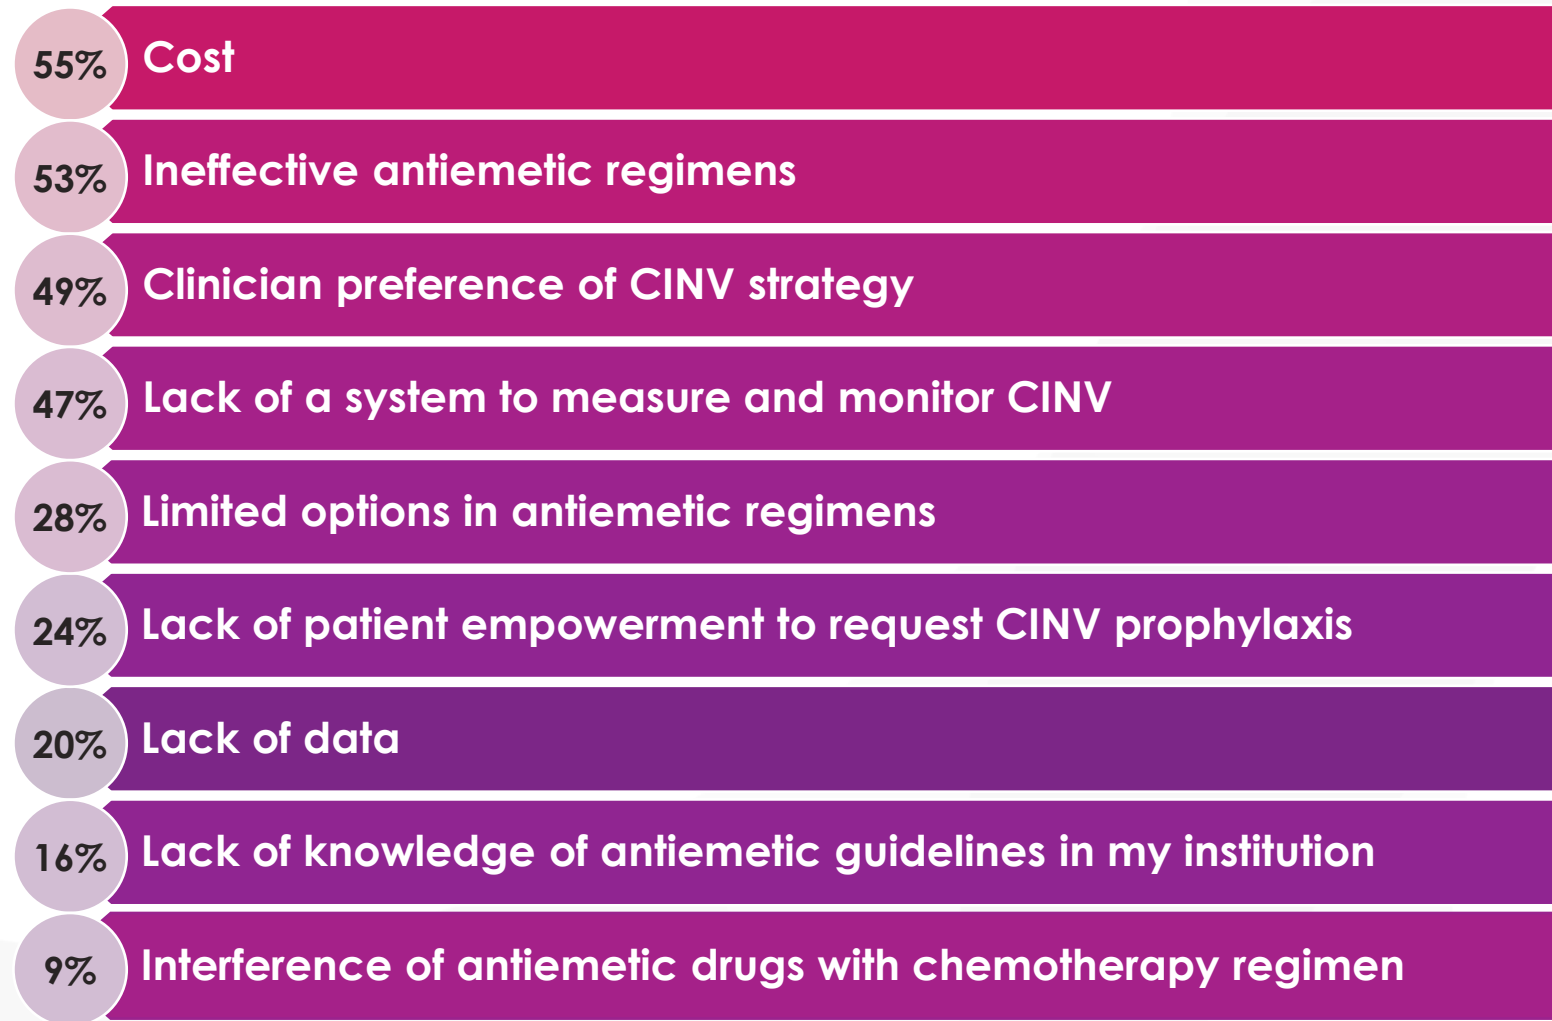 55% Cost
53% Ineffective antiemetic regimens
49% Clinician preference of CINV strategy
47% Lack of a system to measure and monitor CINV
28% Limited options in antiemetic regimens
24% Lack of patient empowerment to request CINV prophylaxis
20% Lack of data
16% Lack of knowledge of antiemetic guidelines in my institution
9% Interference of antiemetic drugs with chemotherapy regimen